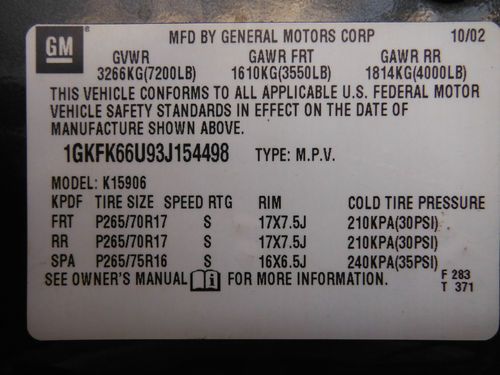 GM ® MFD BY GENERAL MOTORS CORP 10/02
GVWR GAWR FRT GAWR RR
3266KG(7200LB) 1610KG(3550LB) 1814KG(4000LB)
THIS VEHICLE CONFORMS TO ALL APPLICABLE U.S. FEDERAL MOTOR
VEHICLE SAFETY STANDARDS IN EFFECT ON THE DATE OF
MANUFACTURE SHOWN ABOVE.
1GKFK66U93J154498 TYPE: M.P.V.
MODEL: K15906
KPDF TIRE SIZE SPEED RTG RIM COLD TIRE PRESSURE
FRT P265/70R17 S 17X7.5J 210KPA(30PSI)
RR P265/70R17 S 17X7.5J 210KPA(30PSI)
SPA P265/75R16 S 16X6.5J 240KPA(35PSI)
SEE OWNER'S MANUAL i FOR MORE INFORMATION. F 283
T 371